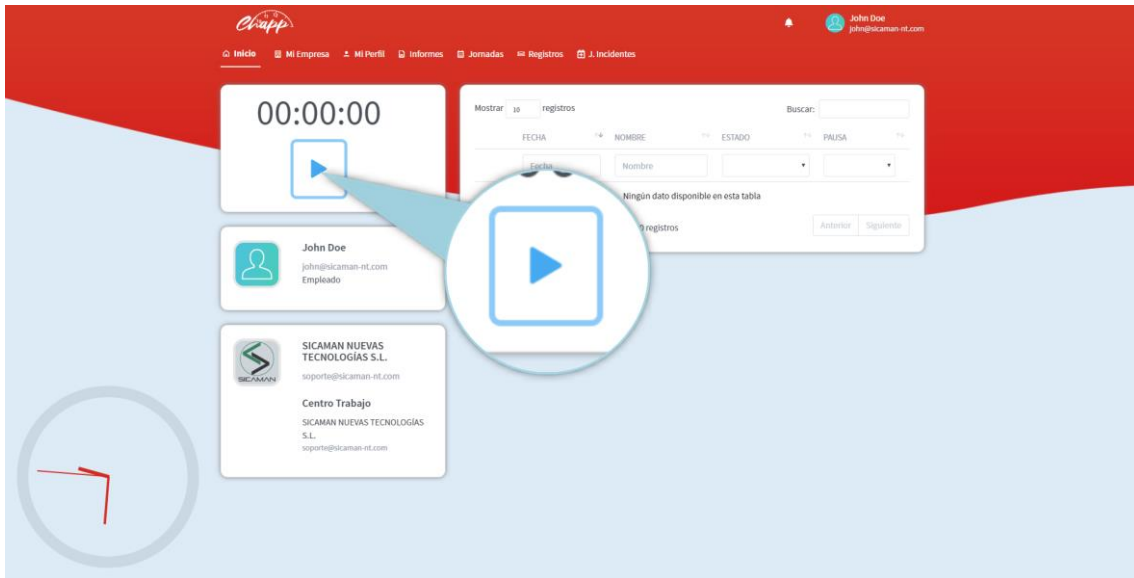 Chapp
John Doe
john@sicaman-nt.com
Inicio Mi Empresa Mi Perfil Informes Jornadas Registros J. Incidentes
00:00:00
Mostrar 10 registros Buscar:
FECHA NOMBRE ESTADO PAUSA
Fecha Nombre
Ningún dato disponible en esta tabla
0 registros Anterior Siguiente
John Doe
john@sicaman-nt.com
Empleado
SICAMAN NUEVAS
TECNOLOGÍAS S.L.
SICAMAN
soporte@sicaman-nt.com
Centro Trabajo
SICAMAN NUEVAS TECNOLOGÍAS
S.L.
soporte@sicaman-nt.com